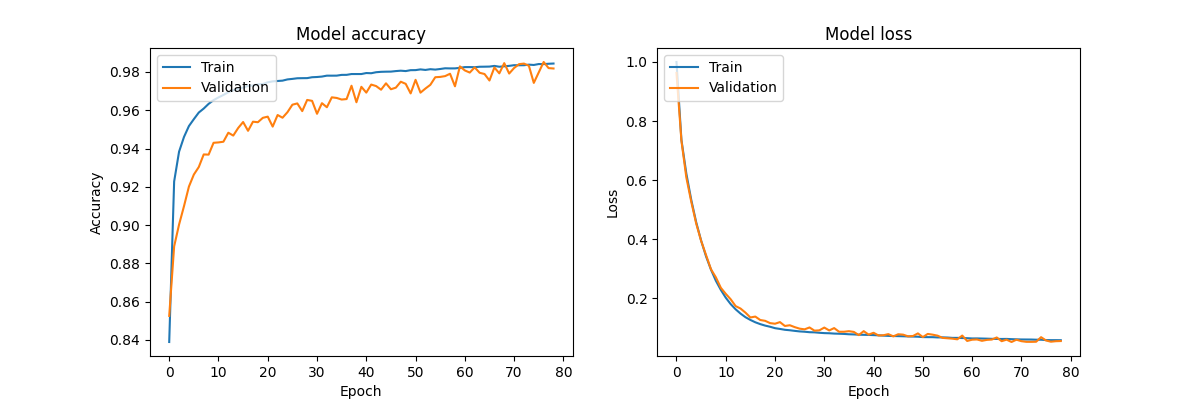 Model accuracy
Train
Validation
0.98
0.96
0.94
0.92
0.90
0.88
0.86
0.84
Accuracy
0 10 20 30 40 50 60 70 80
Epoch
Model loss
Train
Validation
1.0
0.8
0.6
0.4
0.2
Loss
0 10 20 30 40 50 60 70 80
Epoch